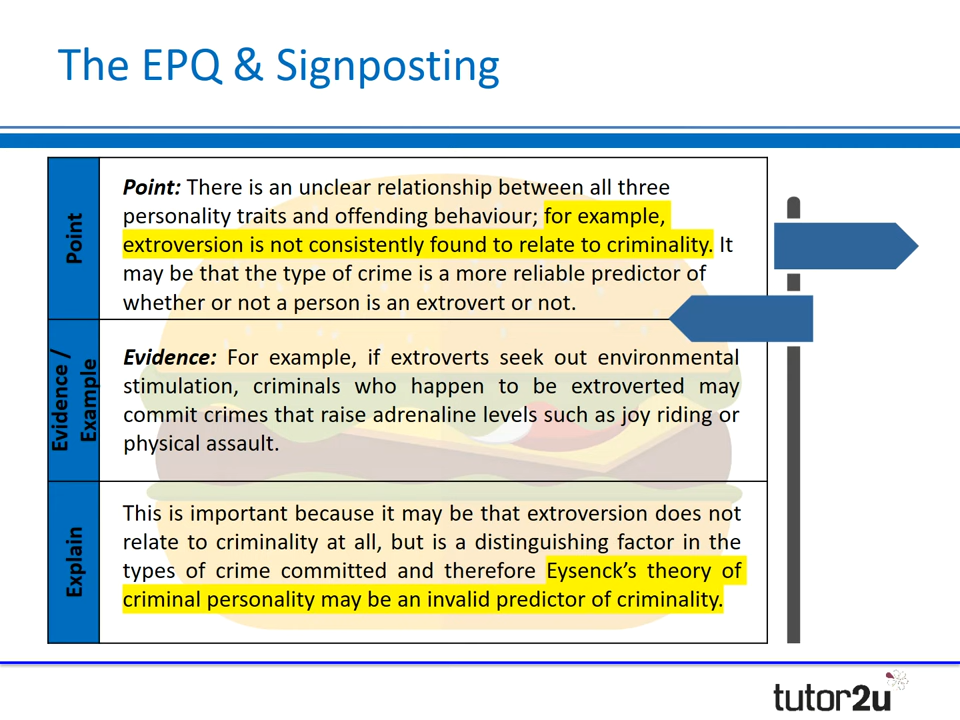 The EPQ & Signposting
Point
Point: There is an unclear relationship between all three
personality traits and offending behaviour; for example,
extroversion is not consistently found to relate to criminality. It
may be that the type of crime is a more reliable predictor of
whether or not a person is an extrovert or not.
Evidence /
Example
Evidence: For example, if extroverts seek out environmental
stimulation, criminals who happen to be extroverted may
commit crimes that raise adrenaline levels such as joy riding or
physical assault.
Explain
This is important because it may be that extroversion does not
relate to criminality at all, but is a distinguishing factor in the
types of crime committed and therefore Eysenck’s theory of
criminal personality may be an invalid predictor of criminality.
tutor2u